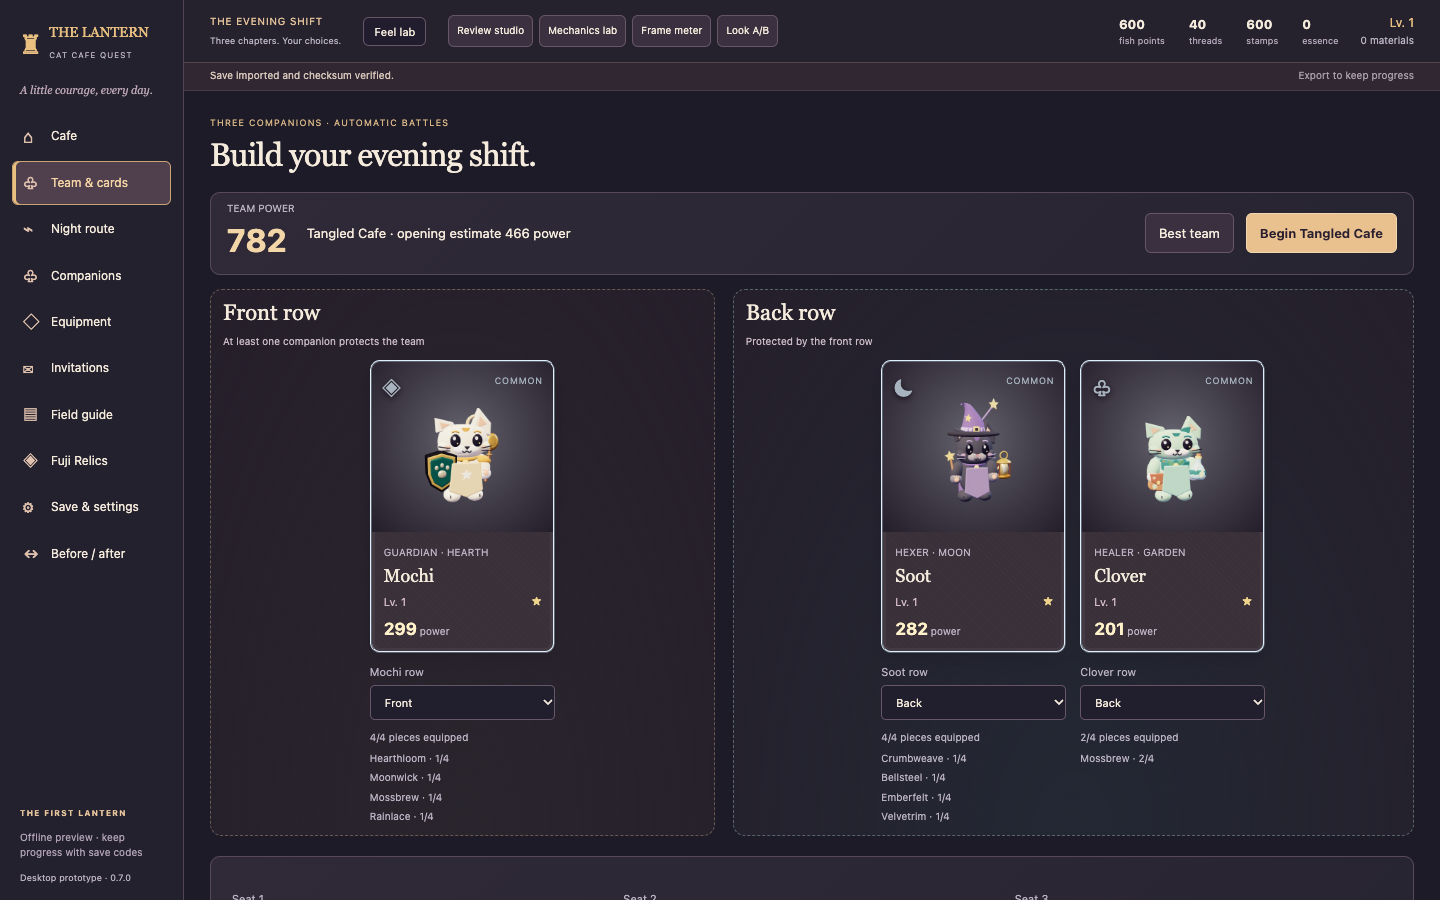 THE LANTERN
CAT CAFE QUEST
A little courage, every day.
Cafe
Team & cards
Night route
Companions
Equipment
Invitations
Field guide
Fuji Relics
Save & settings
Before / after
THE FIRST LANTERN
Offline preview · keep
progress with save codes
Desktop prototype · 0.7.0
THE EVENING SHIFT
Three chapters. Your choices.
Feel lab
Review studio
Mechanics lab
Frame meter
Look A/B
600
fish points
40
threads
600
stamps
0
essence
Lv. 1
0 materials
Save imported and checksum verified.
Export to keep progress
THREE COMPANIONS · AUTOMATIC BATTLES
Build your evening shift.
TEAM POWER
782
Tangled Cafe · opening estimate 466 power
Best team
Begin Tangled Cafe
Front row
At least one companion protects the team
COMMON
GUARDIAN · HEARTH
Mochi
Lv. 1
299 power
Mochi row
Front
4/4 pieces equipped
Hearthloom · 1/4
Moonwick · 1/4
Mossbrew · 1/4
Rainlace · 1/4
Back row
Protected by the front row
COMMON
HEXER · MOON
Soot
Lv. 1
282 power
Soot row
Back
4/4 pieces equipped
Crumbweave · 1/4
Bellsteel · 1/4
Emberfelt · 1/4
Velvetrim · 1/4
COMMON
HEALER · GARDEN
Clover
Lv. 1
201 power
Clover row
Back
2/4 pieces equipped
Mossbrew · 2/4
Seat 1
Seat 2
Seat 3